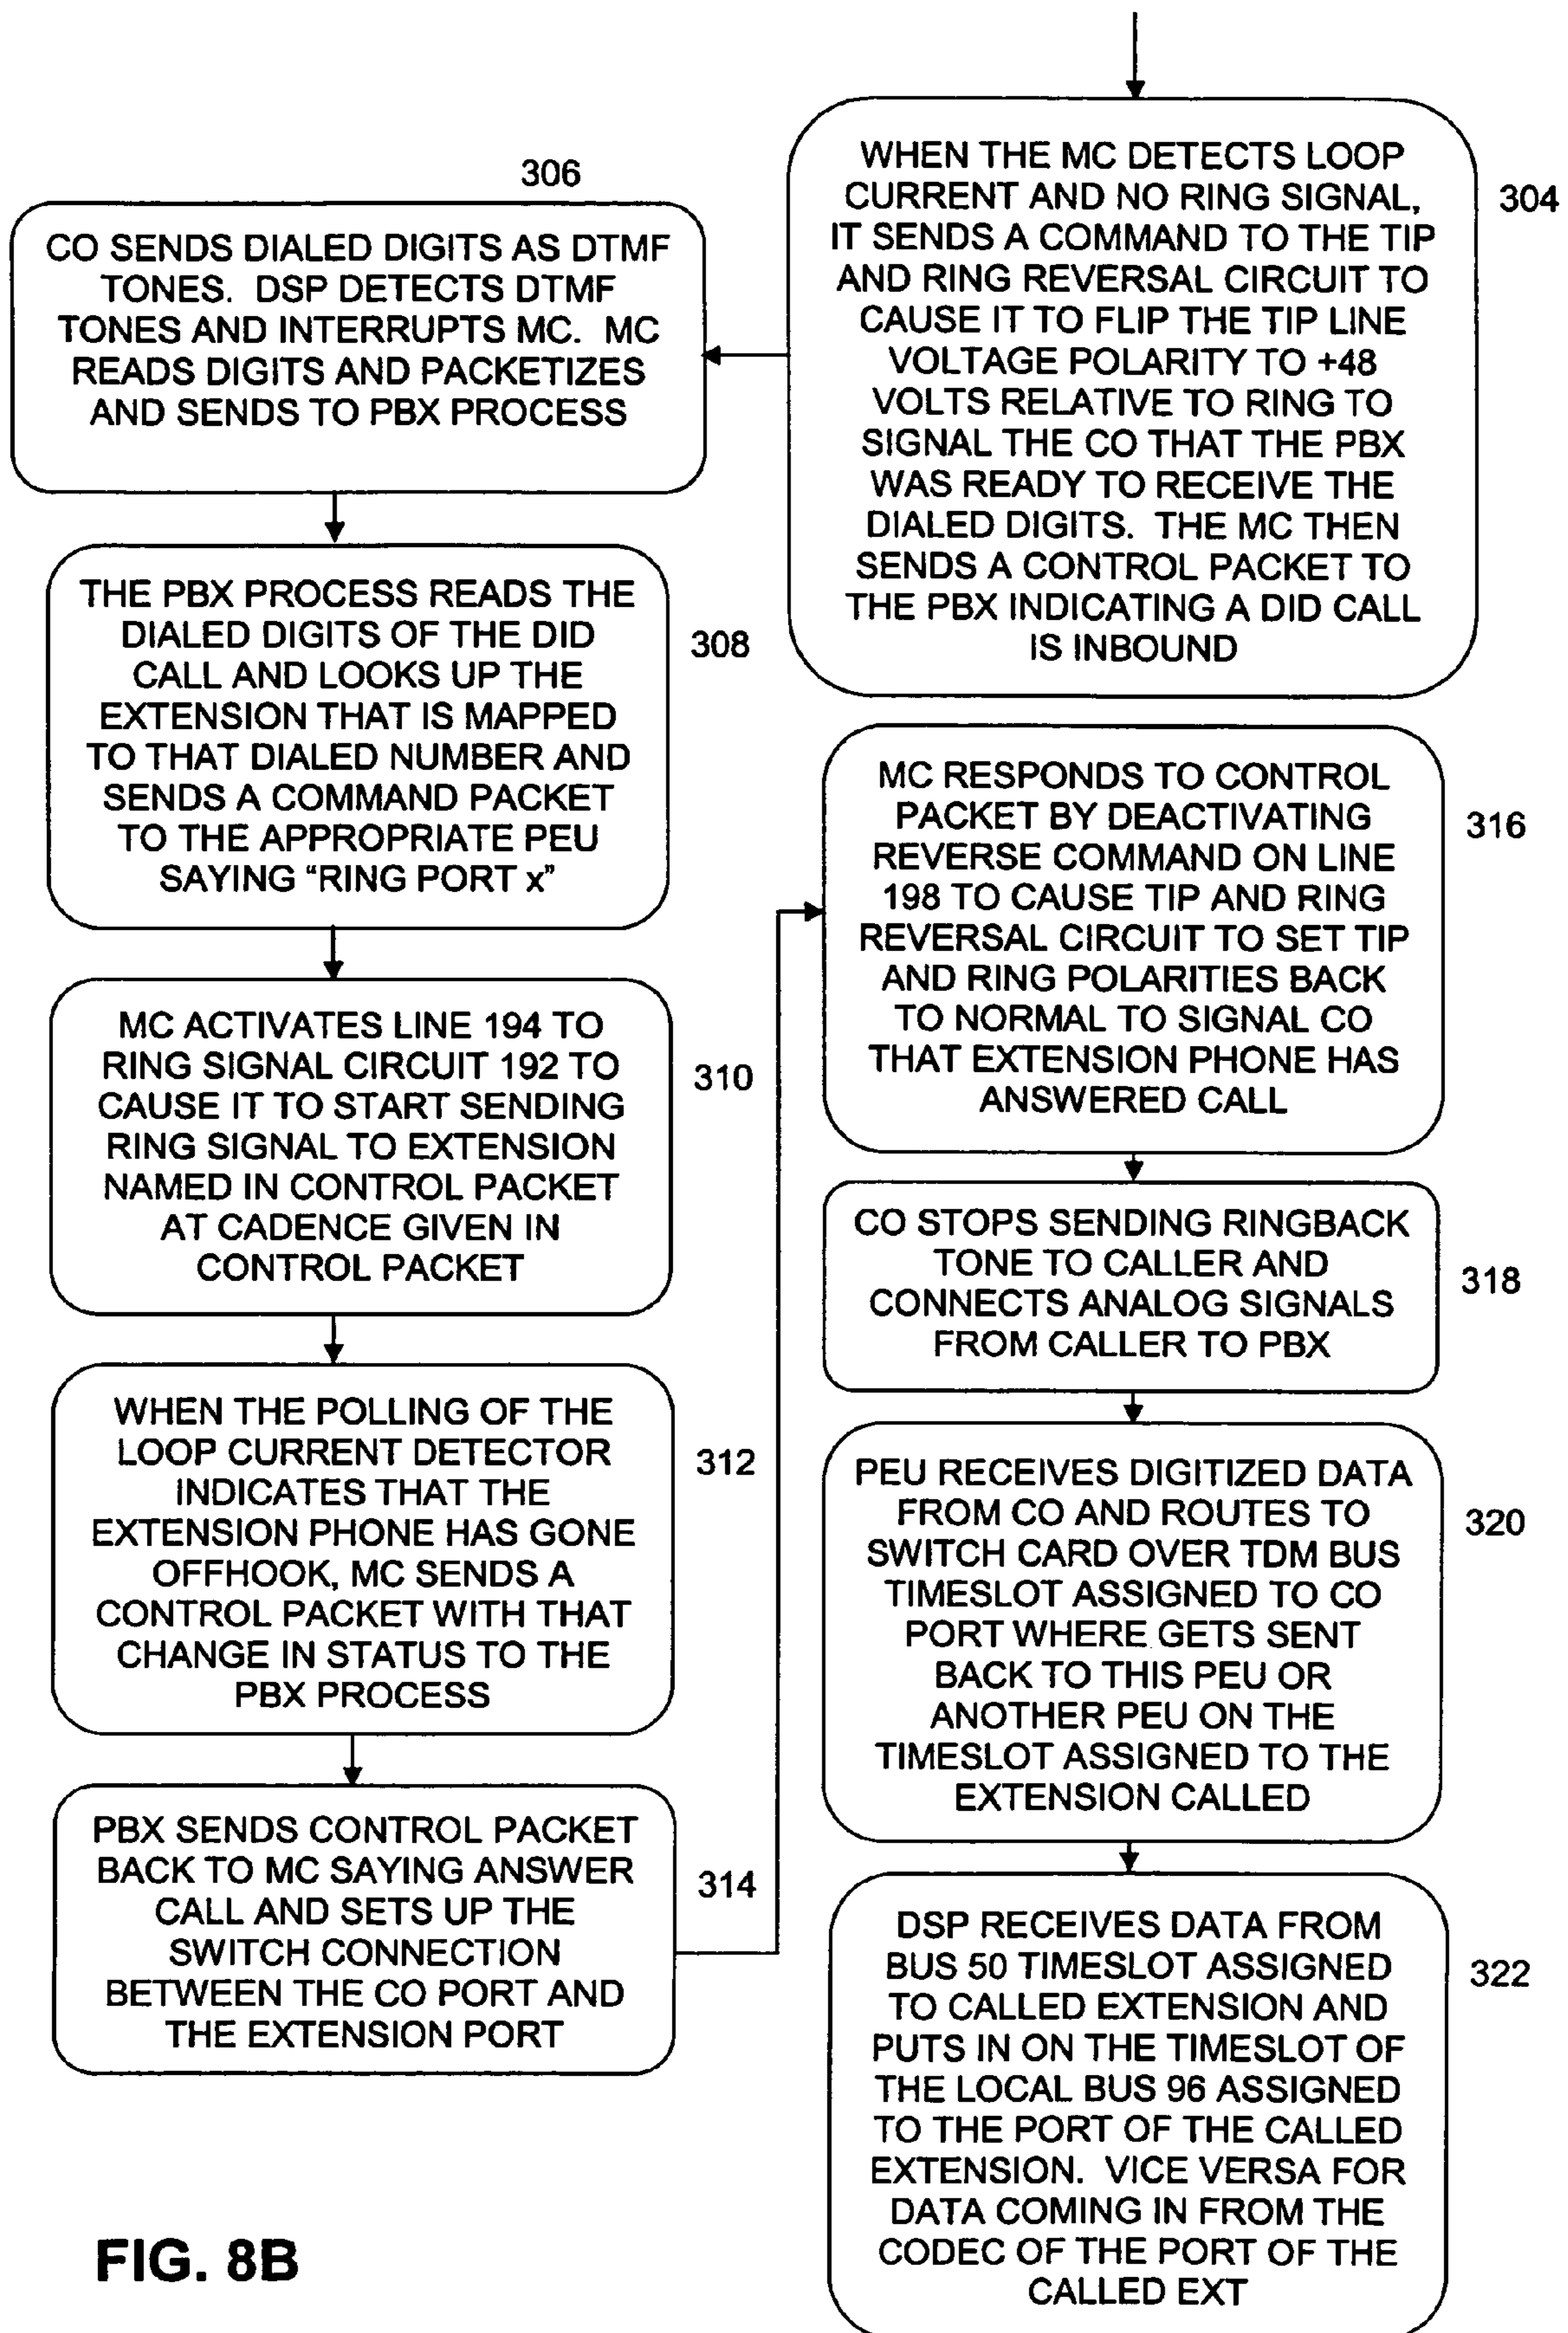 WHEN THE MC DETECTS LOOP
CURRENT AND NO RING SIGNAL,
IT SENDS A COMMAND TO THE TIP
AND RING REVERSAL CIRCUIT TO
CAUSE IT TO FLIP THE TIP LINE
VOLTAGE POLARITY TO +48
VOLTS RELATIVE TO RING TO
SIGNAL THE CO THAT THE PBX
WAS READY TO RECEIVE THE
DIALED DIGITS. THE MC THEN
SENDS A CONTROL PACKET TO
THE PBX INDICATING A DID CALL
IS INBOUND
304
306
CO SENDS DIALED DIGITS AS DTMF
TONES. DSP DETECTS DTMF
TONES AND INTERRUPTS MC. MC
READS DIGITS AND PACKETIZES
AND SENDS TO PBX PROCESS
THE PBX PROCESS READS THE
DIALED DIGITS OF THE DID
CALL AND LOOKS UP THE
EXTENSION THAT IS MAPPED
TO THAT DIALED NUMBER AND
SENDS A COMMAND PACKET
TO THE APPROPRIATE PEU
SAYING "RING PORT x"
308
MC ACTIVATES LINE 194 TO
RING SIGNAL CIRCUIT 192 TO
CAUSE IT TO START SENDING
RING SIGNAL TO EXTENSION
NAMED IN CONTROL PACKET
AT CADENCE GIVEN IN
CONTROL PACKET
310
WHEN THE POLLING OF THE
LOOP CURRENT DETECTOR
INDICATES THAT THE
EXTENSION PHONE HAS GONE
OFFHOOK, MC SENDS A
CONTROL PACKET WITH THAT
CHANGE IN STATUS TO THE
PBX PROCESS
312
PBX SENDS CONTROL PACKET
BACK TO MC SAYING ANSWER
CALL AND SETS UP THE
SWITCH CONNECTION
BETWEEN THE CO PORT AND
THE EXTENSION PORT
314
MC RESPONDS TO CONTROL
PACKET BY DEACTIVATING
REVERSE COMMAND ON LINE
198 TO CAUSE TIP AND RING
REVERSAL CIRCUIT TO SET TIP
AND RING POLARITIES BACK
TO NORMAL TO SIGNAL CO
THAT EXTENSION PHONE HAS
ANSWERED CALL
316
CO STOPS SENDING RINGBACK
TONE TO CALLER AND
CONNECTS ANALOG SIGNALS
FROM CALLER TO PBX
318
PEU RECEIVES DIGITIZED DATA
FROM CO AND ROUTES TO
SWITCH CARD OVER TDM BUS
TIMESLOT ASSIGNED TO CO
PORT WHERE GETS SENT
BACK TO THIS PEU OR
ANOTHER PEU ON THE
TIMESLOT ASSIGNED TO THE
EXTENSION CALLED
320
DSP RECEIVES DATA FROM
BUS 50 TIMESLOT ASSIGNED
TO CALLED EXTENSION AND
PUTS IN ON THE TIMESLOT OF
THE LOCAL BUS 96 ASSIGNED
TO THE PORT OF THE CALLED
EXTENSION. VICE VERSA FOR
DATA COMING IN FROM THE
CODEC OF THE PORT OF THE
CALLED EXT
322
FIG. 8B